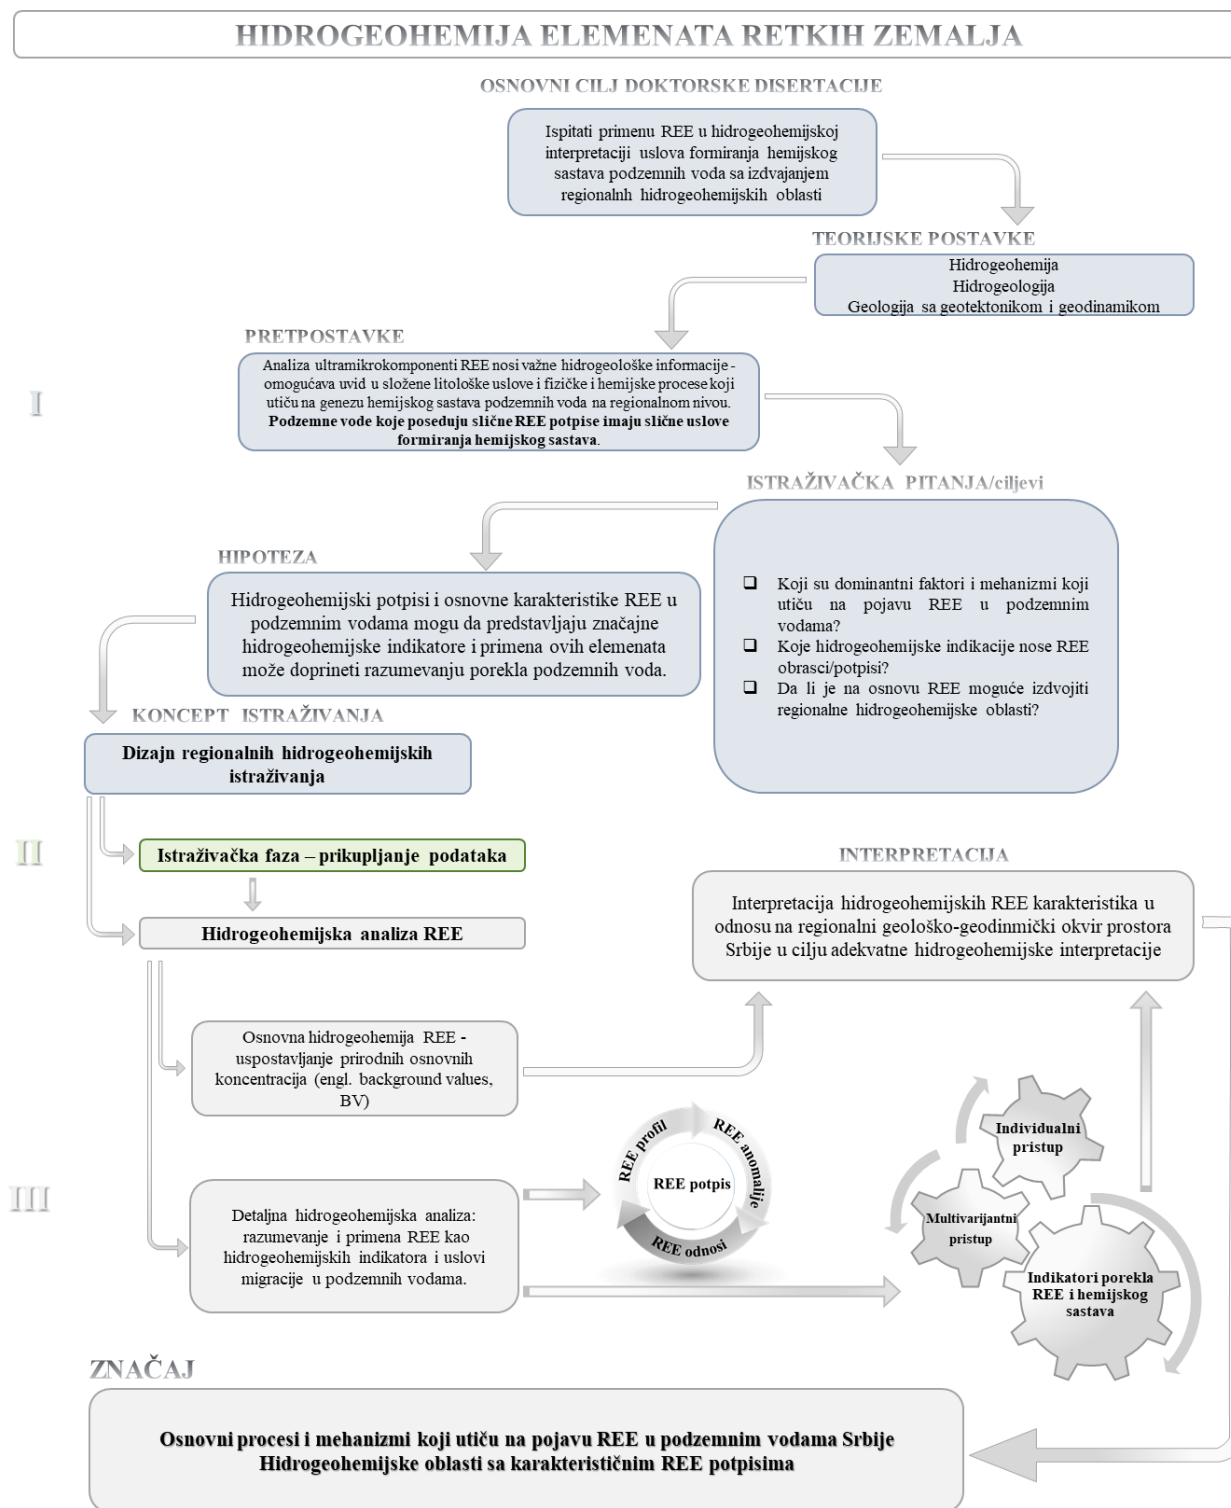 HIDROGEOHEMIJA ELEMENATA RETKIH ZEMALJA
OSNOVNI CILJ DOKTORSKE DISERTACIJE
Ispitati primenu REE u hidrogeohemijskoj
interpretaciji uslova formiranja hemijskog
sastava podzemnih voda sa izdvajanjem
regionalnh hidrogeohemijskih oblasti
TEORIJSKE POSTAVKE
Hidrogeohemija
Hidrogeologija
Geologija sa geotektonikom i geodinamikom
PRETPOSTAVKE
I
Analiza ultramikrokomponenti REE nosi važne hidrogeološke informacije -
omogućava uvid u složene litološke uslove i fizičke i hemijske procese koji
utiču na genezu hemijskog sastava podzemnih voda na regionalnom nivou.
Podzemne vode koje poseduju slične REE potpise imaju slične uslove
formiranja hemijskog sastava.
ISTRAŽIVAČKA PITANJA/ciljevi
❑ Koji su dominantni faktori i mehanizmi koji
utiču na pojavu REE u podzemnim
vodama?
❑ Koje hidrogeohemijske indikacije nose REE
obrasci/potpisi?
❑ Da li je na osnovu REE moguće izdvojiti
regionalne hidrogeohemijske oblasti?
HIPOTEZA
Hidrogeohemijski potpisi i osnovne karakteristike REE u
podzemnim vodama mogu da predstavljaju značajne
hidrogeohemijske indikatore i primena ovih elemenata
može doprineti razumevanju porekla podzemnih voda.
KONCEPT ISTRAŽIVANJA
Dizajn regionalnih hidrogeohemijskih
istraživanja
II
Istraživačka faza – prikupljanje podataka
Hidrogeohemijska analiza REE
INTERPRETACIJA
Interpretacija hidrogeohemijskih REE karakteristika u
odnosu na regionalni geološko-geodinmički okvir prostora
Srbije u cilju adekvatne hidrogeohemijske interpretacije
Osnovna hidrogeohemija REE -
uspostavljanje prirodnih osnovnih
koncentracija (engl. background values,
BV)
III
Detaljna hidrogeohemijska analiza:
razumevanje i primena REE kao
hidrogeohemijskih indikatora i uslovi
migracije u podzemnim vodama.
REE profil
REE anomalije
REE odnosi
REE potpis
Individualni
pristup
Multivarijantni
pristup
Indikatori porekla
REE i hemijskog
sastava
ZNAČAJ
Osnovni procesi i mehanizmi koji utiču na pojavu REE u podzemnim vodama Srbije
Hidrogeohemijske oblasti sa karakterističnim REE potpisima